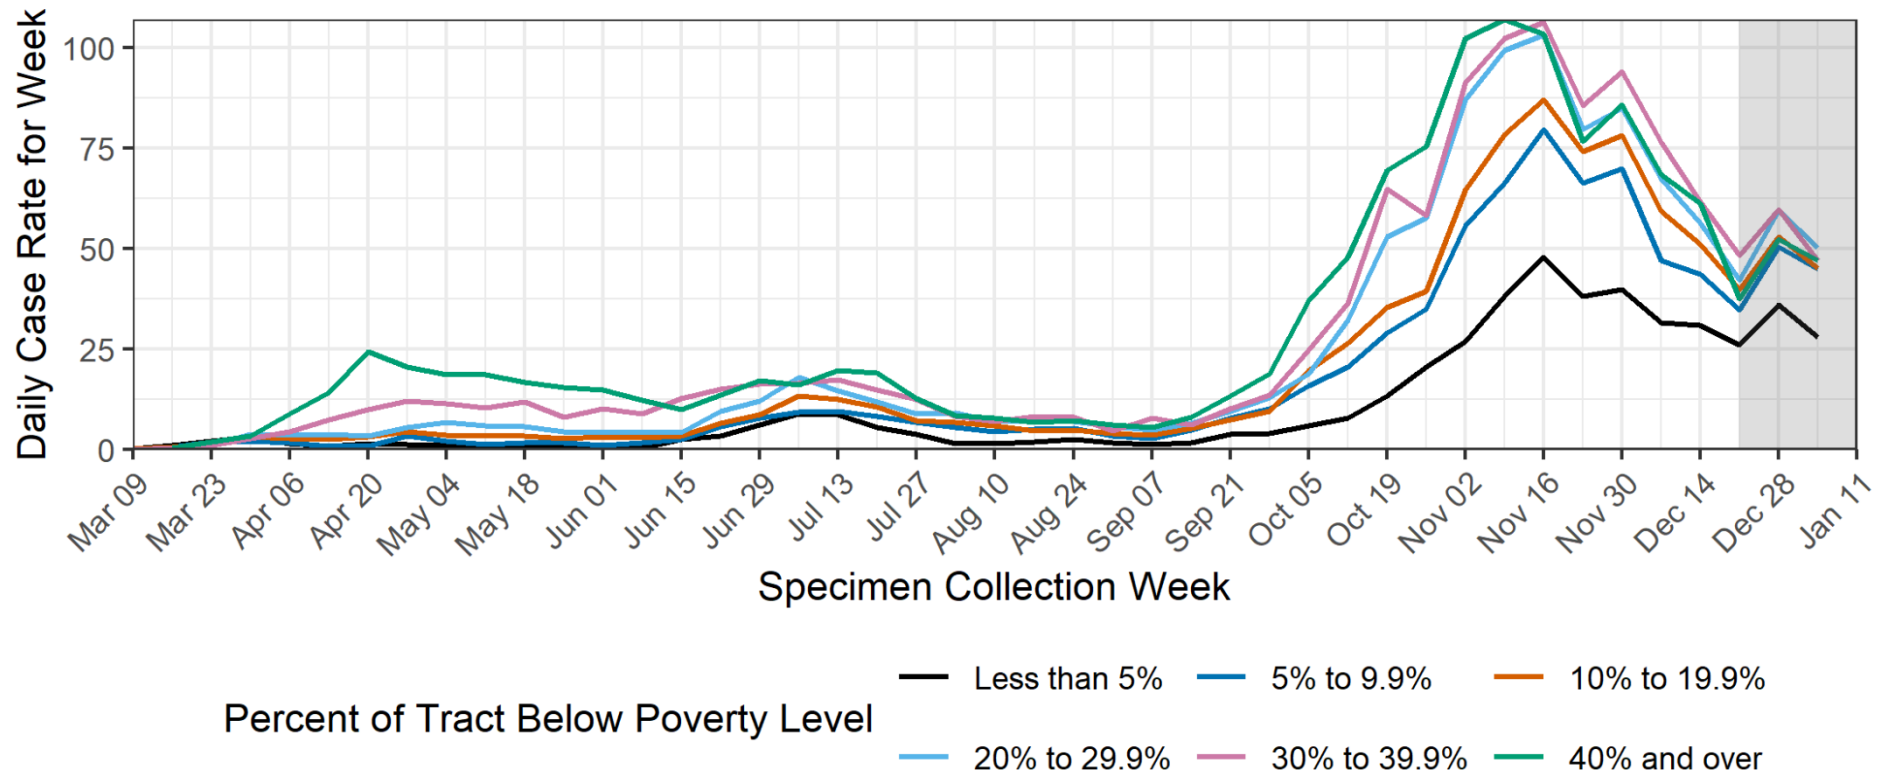 Daily Case Rate for Week
100
75
50
25
0
Mar 09
Mar 23
Apr 06
Apr 20
May 04
May 18
Jun 01
Jun 15
Jun 29
Jul 13
Jul 27
Aug 10
Aug 24
Sep 07
Sep 21
Oct 05
Oct 19
Nov 02
Nov 16
Nov 30
Dec 14
Dec 28
Jan 11
Specimen Collection Week
Percent of Tract Below Poverty Level
Less than 5%
5% to 9.9%
10% to 19.9%
20% to 29.9%
30% to 39.9%
40% and over